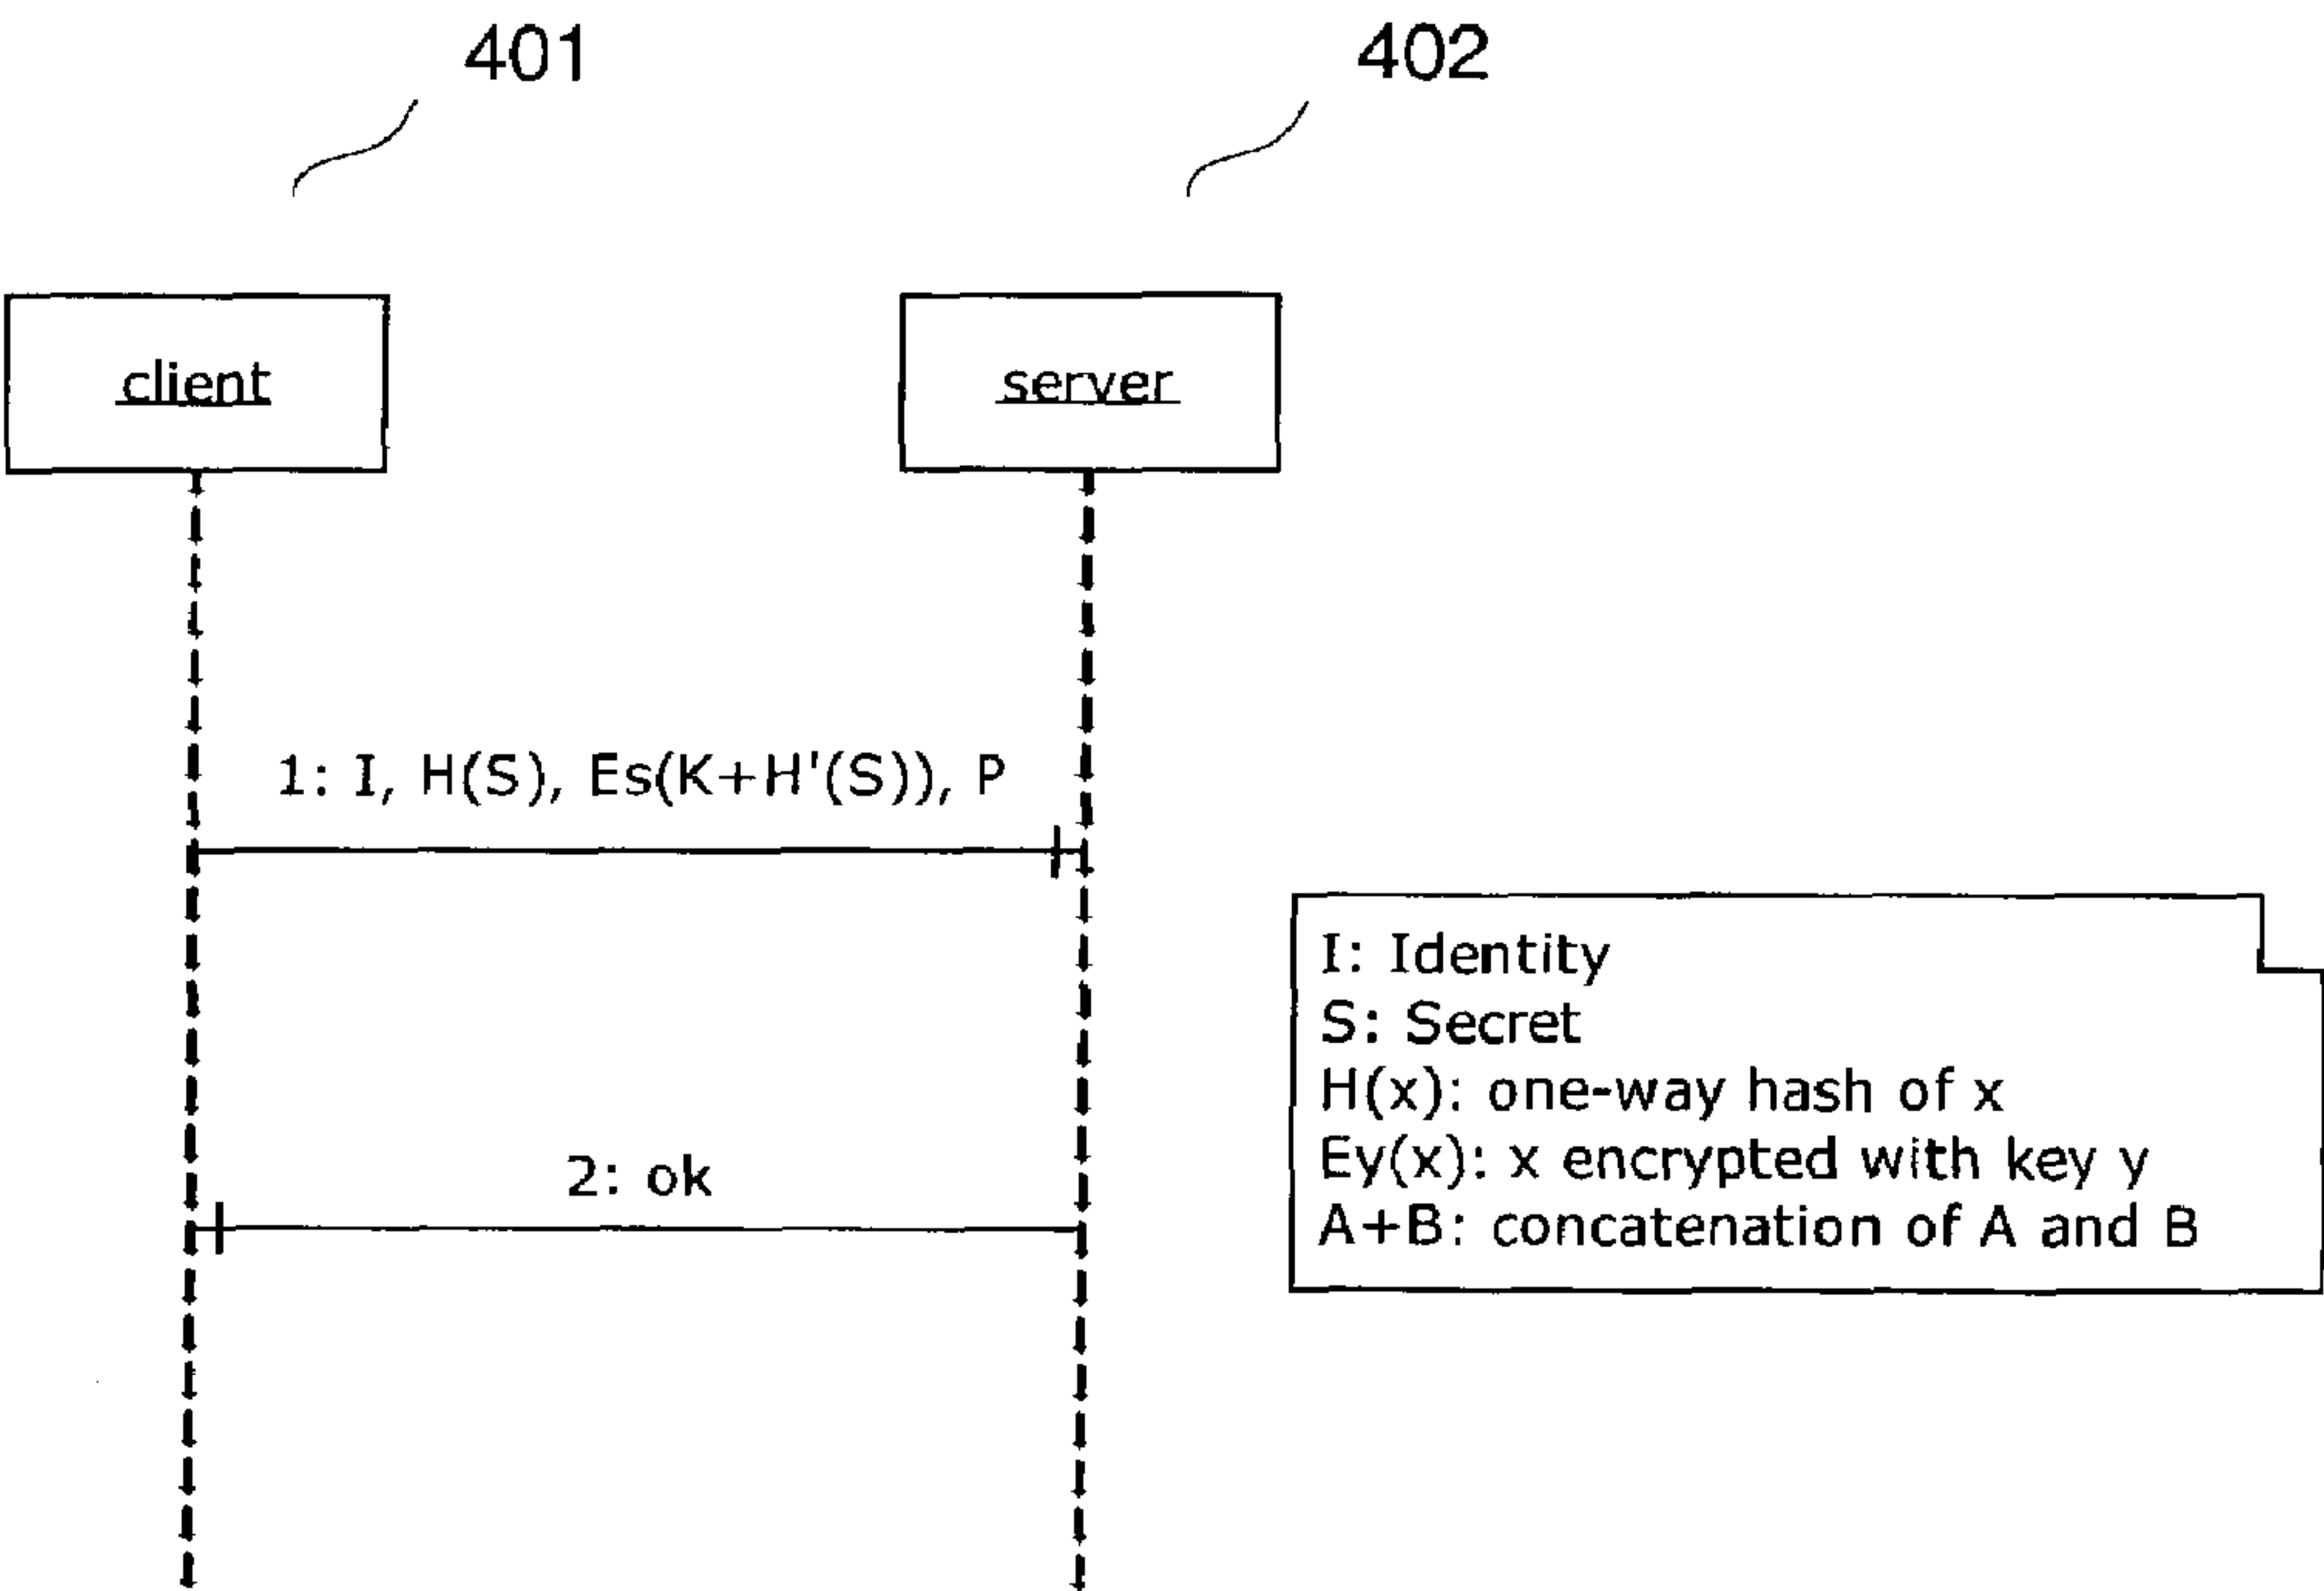 401
402
client
server
1: I, H(S), Es(K+H'(S)), P
I: Identity
S: Secret
H(x): one-way hash of x
Ey(x): x encrypted with key y
A+B: concatenation of A and B
2: ok